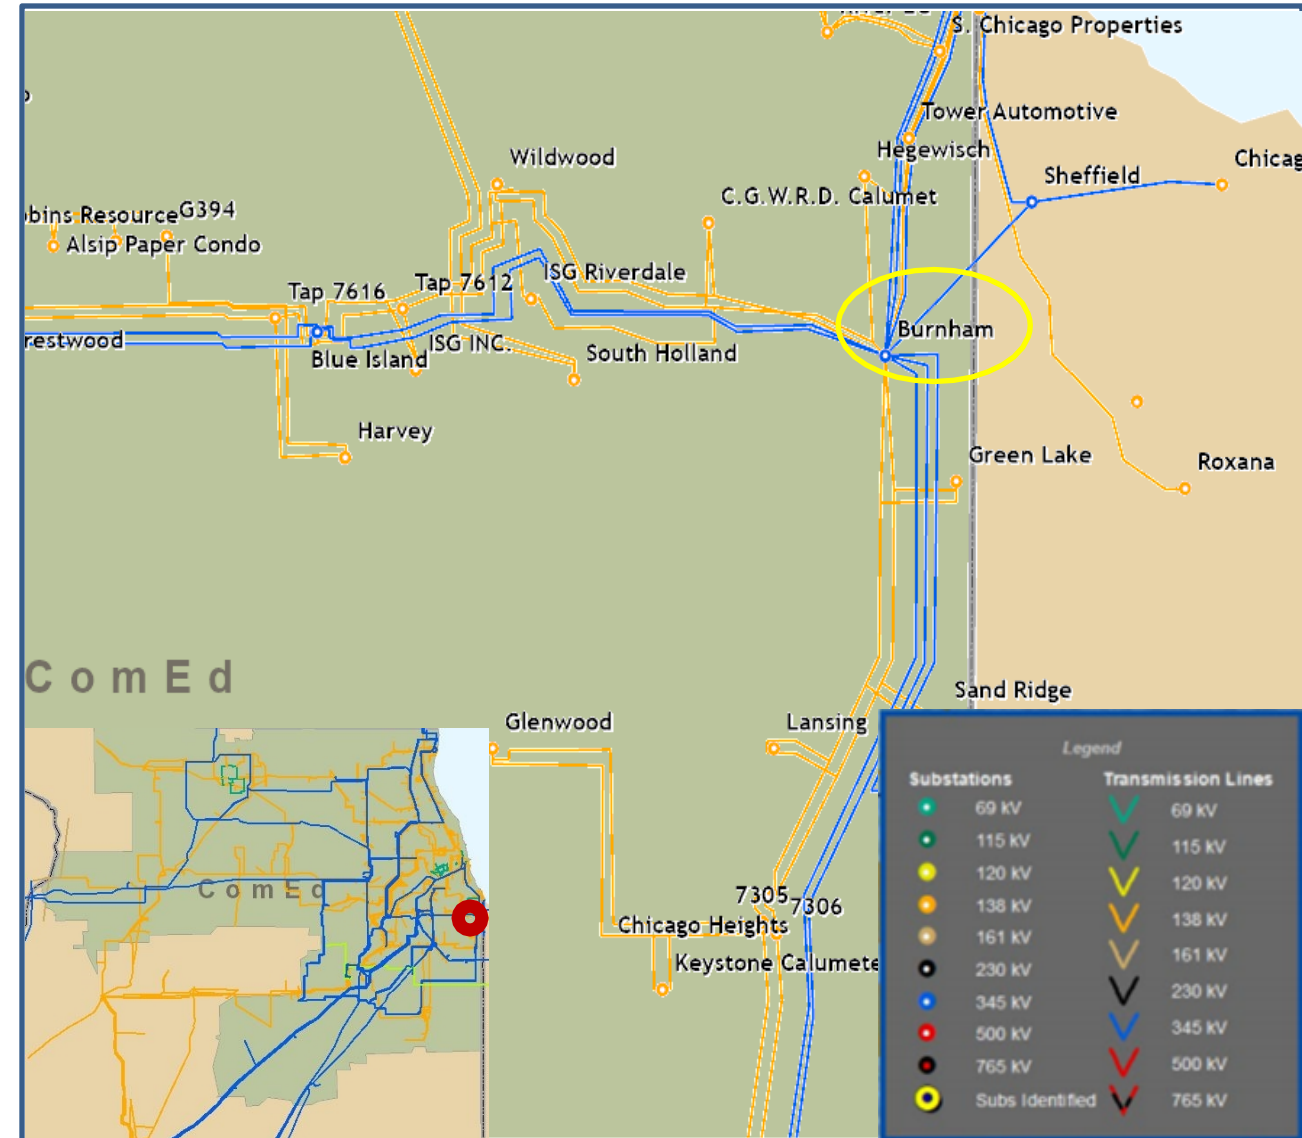 S. Chicago Properties
Tower Automotive
Wildwood
Hegewisch
Chicag
Sheffield
C.G.W.R.D. Calumet
bins Resource
G394
Alsip Paper Condo
ISG Riverdale
Tap 7616
Tap 7612
Burnham
restwood
Blue Island
ISG INC.
South Holland
Harvey
Green Lake
Roxana
ComEd
Sand Ridge
Glenwood
Lansing
7305
7306
Chicago Heights
Keystone Calumete
ComEd
Legend
Substations
Transmission Lines
69 kV
69 kV
115 kV
115 kV
120 kV
120 kV
138 kV
138 kV
161 kV
161 kV
230 kV
230 kV
345 kV
345 kV
500 kV
500 kV
765 kV
765 kV
Subs Identified